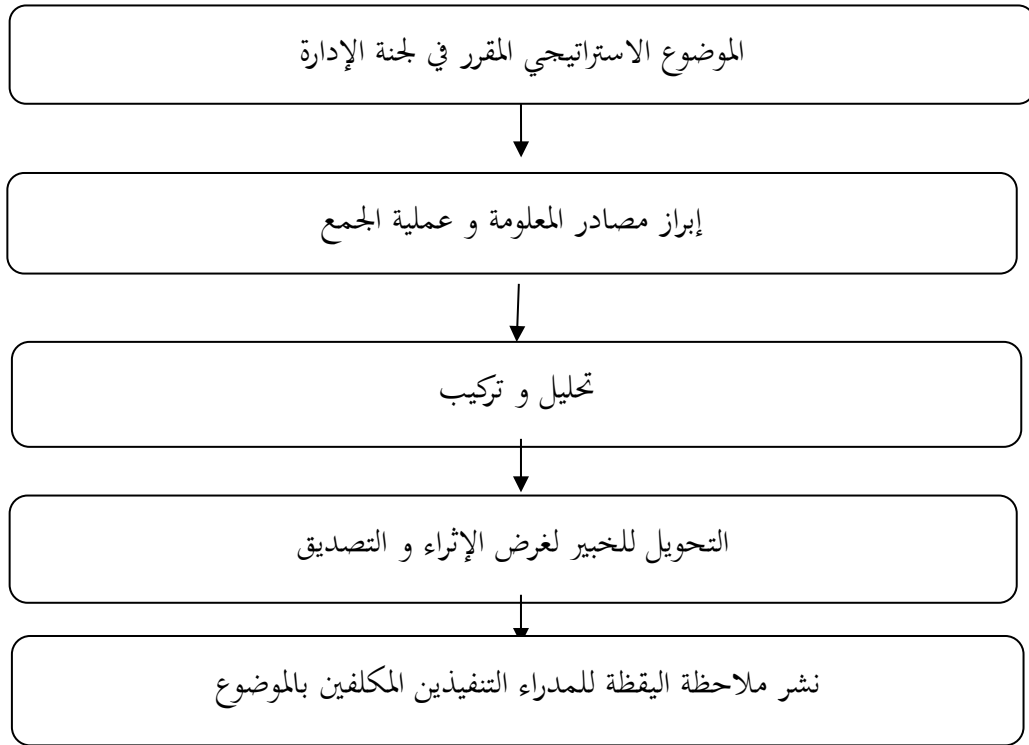 الموضوع الاستراتيجي المقرر في لجنة الإدارة
إبراز مصادر المعلومة و عملية الجمع
تحليل و تركيب
التحويل للخبير لغرض الإثراء و التصديق
نشر ملاحظة اليقظة للمدراء التنفيذين المكلفين بالموضوع